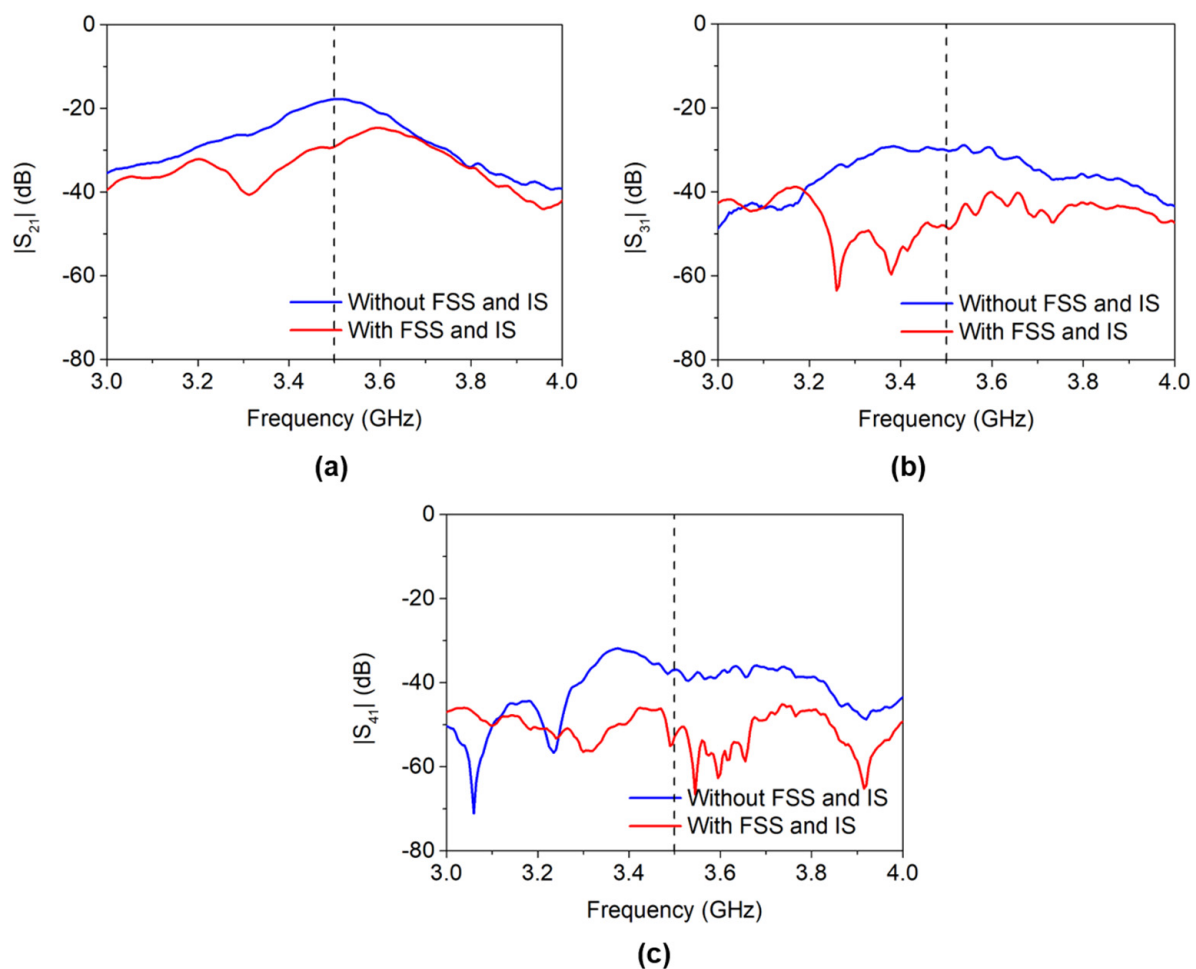 0
-20
-40
-60
-80
|S21| (dB)
Without FSS and IS
With FSS and IS
3.0 3.2 3.4 3.6 3.8 4.0
Frequency (GHz)
(a)
0
-20
-40
-60
-80
|S31| (dB)
Without FSS and IS
With FSS and IS
3.0 3.2 3.4 3.6 3.8 4.0
Frequency (GHz)
(b)
0
-20
-40
-60
-80
|S41| (dB)
Without FSS and IS
With FSS and IS
3.0 3.2 3.4 3.6 3.8 4.0
Frequency (GHz)
(c)